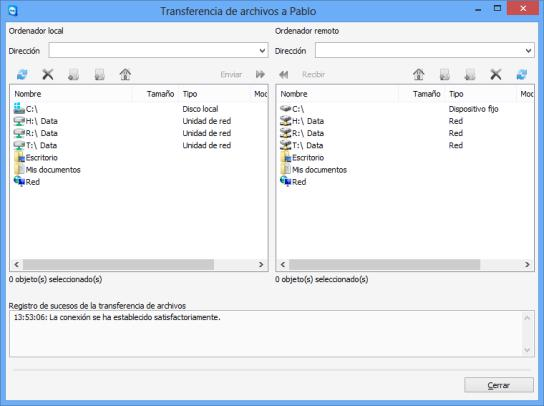 Transferencia de archivos a Pablo
Ordenador local
Dirección
Enviar
Nombre Tamaño Tipo Moc
C:\ Disco local
H:\ Data Unidad de red
R:\ Data Unidad de red
T:\ Data Unidad de red
Escritorio
Mis documentos
Red
0 objeto(s) seleccionado(s)
Ordenador remoto
Dirección
Recibir
Nombre Tamaño Tipo Moc
C:\ Dispositivo fijo
H:\ Data Red
R:\ Data Red
T:\ Data Red
Escritorio
Mis documentos
Red
0 objeto(s) seleccionado(s)
Registro de sucesos de la transferencia de archivos
13:53:06: La conexión se ha establecido satisfactoriamente.
Cerrar